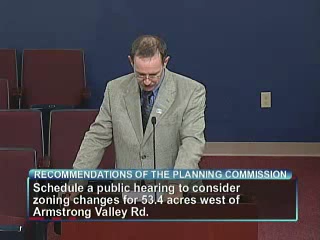 RECOMMENDATIONS OF THE PLANNING COMMISSION
Schedule a public hearing to consider
zoning changes for 53.4 acres west of
Armstrong Valley Rd.